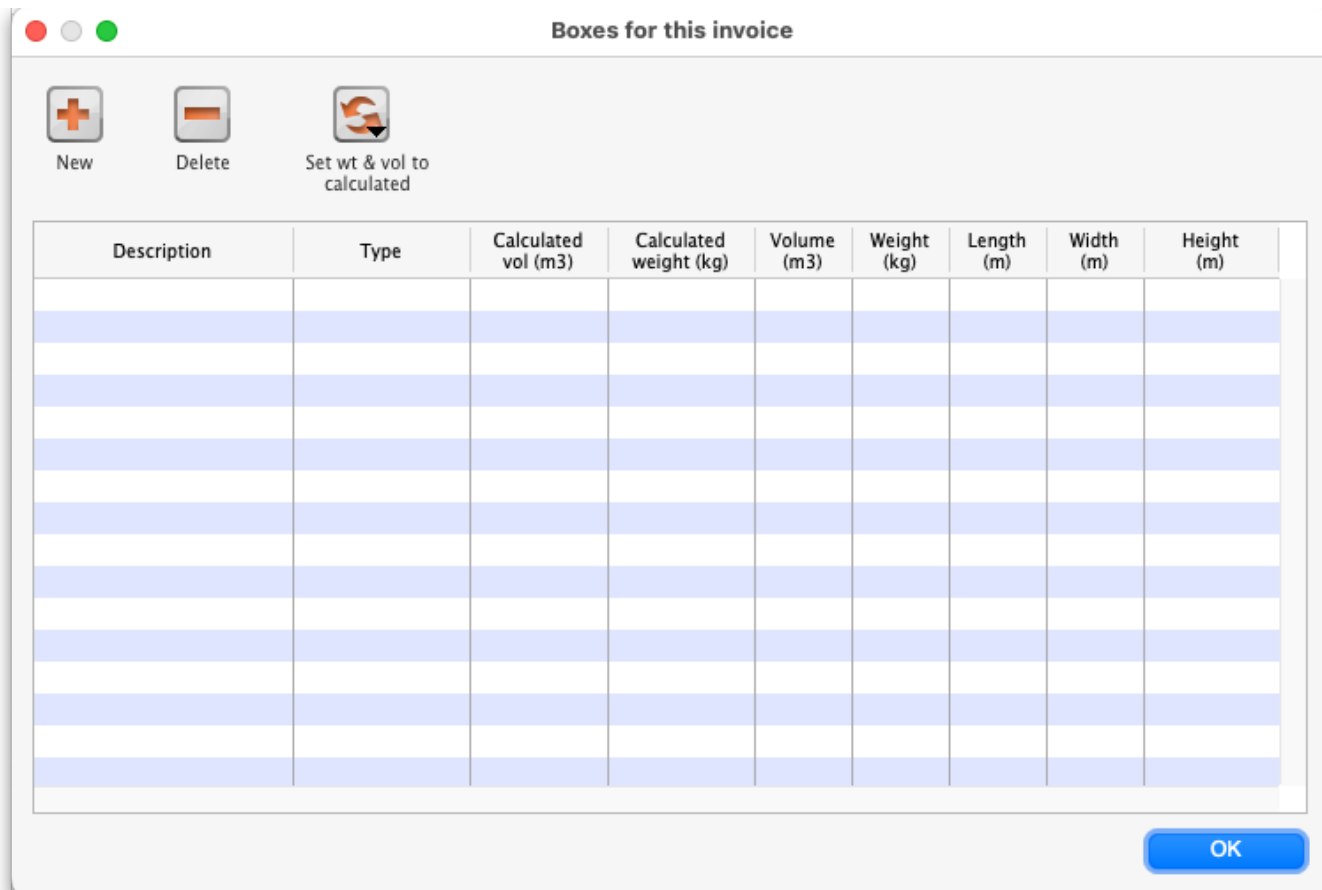 Boxes for this invoice
New
Delete
Set wt & vol to
calculated
Description
Type
Calculated
vol (m3)
Calculated
weight (kg)
Volume
(m3)
Weight
(kg)
Length
(m)
Width
(m)
Height
(m)
OK